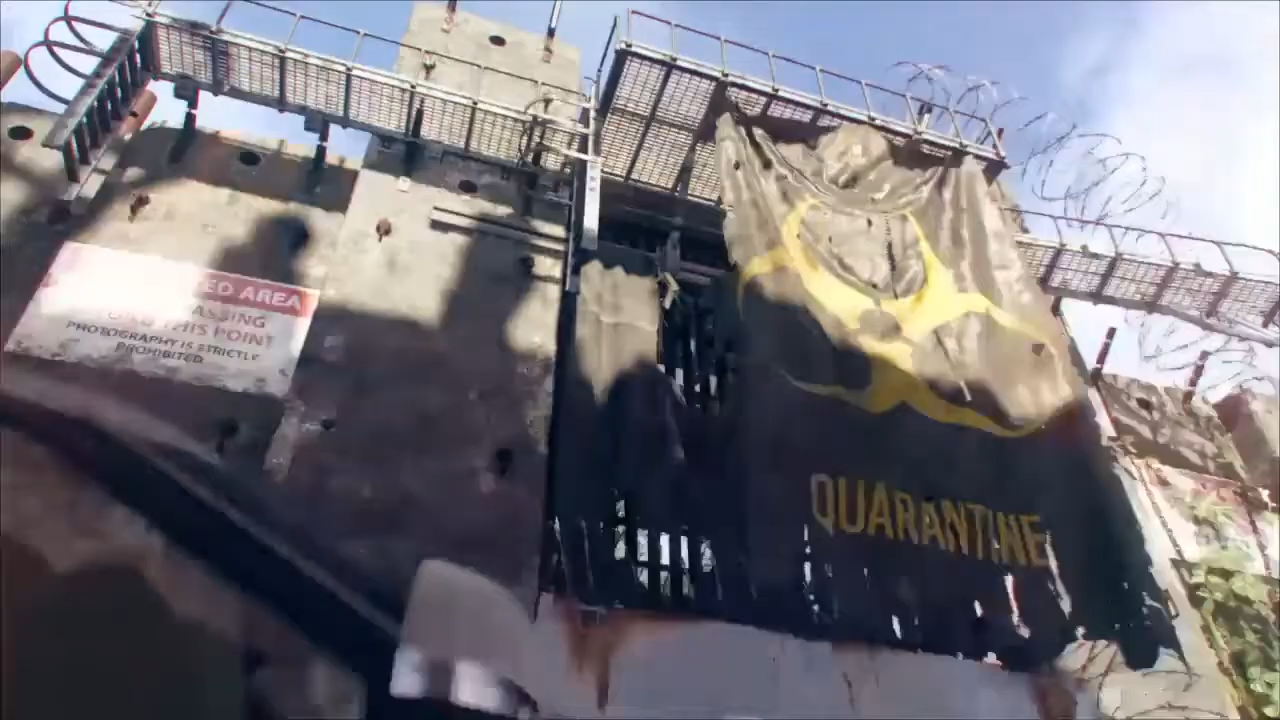 ED AREA
ASSING
THIS POINT
PHOTOGRAPHY IS STRICTLY
PROHIBITED
QUARANTINE